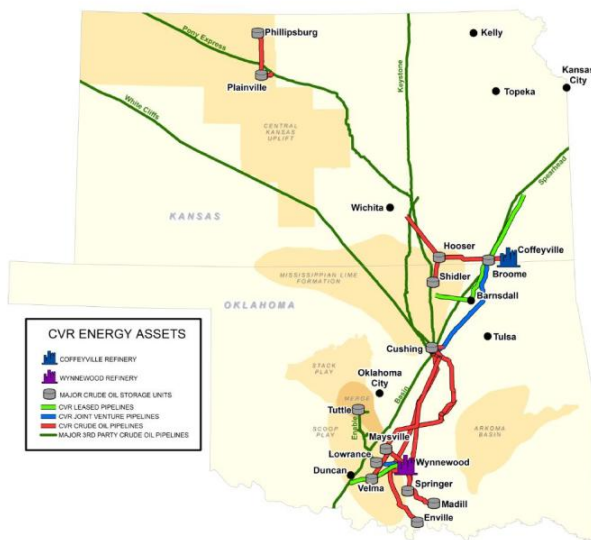 Pony Express
Phillipsburg
Kelly
Keystone
Kansas
City
Plainville
Topeka
White Cliffs
CENTRAL
KANSAS
UPLIFT
Spearhead
Wichita
KANSAS
Hooser
Coffeyville
Broome
MISSISSIPPIAN LIME
FORMATION
Shidler
Barnsdall
OKLAHOMA
CVR ENERGY ASSETS
COFFEYVILLE REFINERY
WYNNEWOOD REFINERY
MAJOR CRUDE OIL STORAGE UNITS
CVR LEASED PIPELINES
CVR JOINT VENTURE PIPELINES
CVR CRUDE OIL PIPELINES
MAJOR 3RD PARTY CRUDE OIL PIPELINES
Tulsa
Cushing
STACK
PLAY
Oklahoma
City
Basin
MERGE
Tuttle
Enable
SCOOP
PLAY
Maysville
ARKOMA
BASIN
Lowrance
Wynnewood
Duncan
Velma
Springer
Madill
Enville